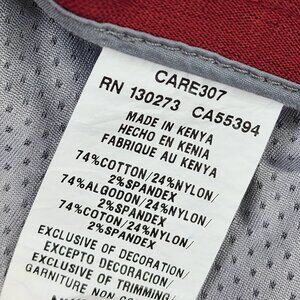 CARE307
RN 130273 CA55394
MADE IN KENYA
HECHO EN KENIA
FABRIQUE AU KENYA
74%COTTON/24%NYLON/
2%SPANDEX
74%ALGODON/24%NYLON/
2%SPANDEX
74%COTON/24%NYLON/
2%SPANDEX
EXCLUSIVE OF DECORATION/
EXCEPTO DECORACION/
EXCLUSIVE OF TRIMMING/
GARNITURE NON